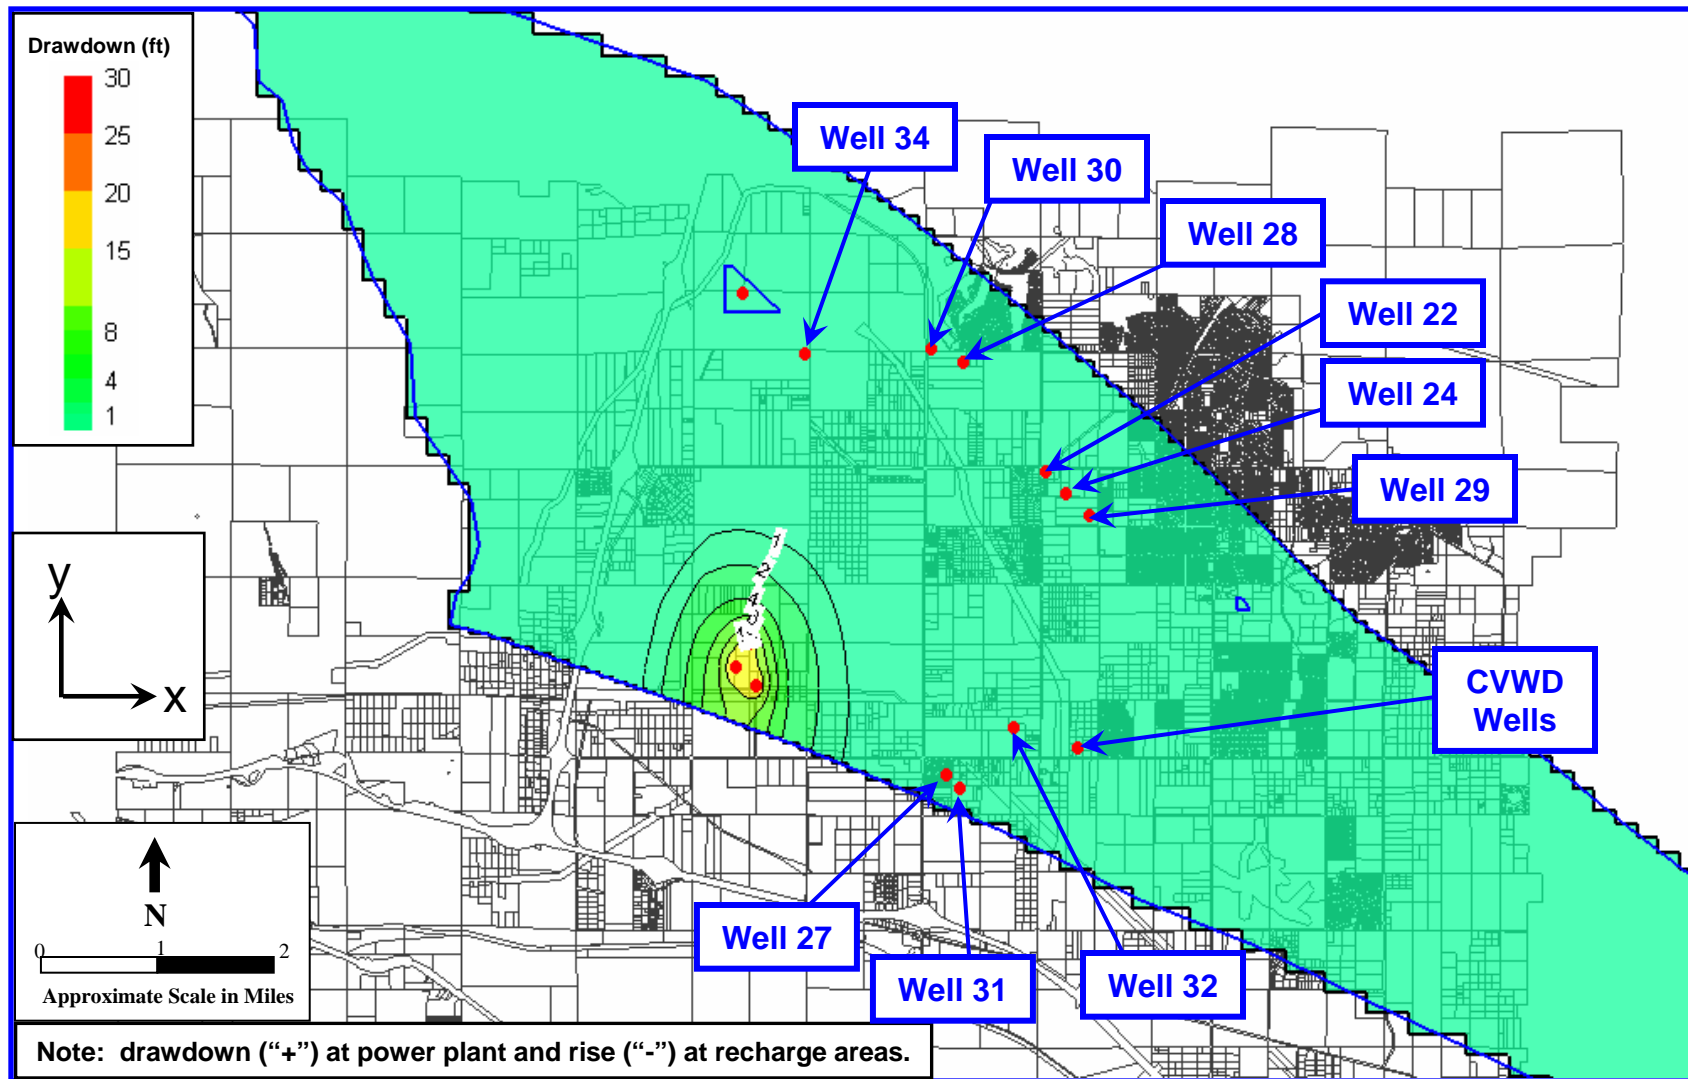 Drawdown (ft)
30
25
20
15
8
4
1
Well 34
Well 30
Well 28
Well 22
Well 24
Well 29
CVWD
Wells
1
2
4
y
x
N
0 1 2
Approximate Scale in Miles
Well 27
Well 31
Well 32
Note: drawdown (“+”) at power plant and rise (“-”) at recharge areas.